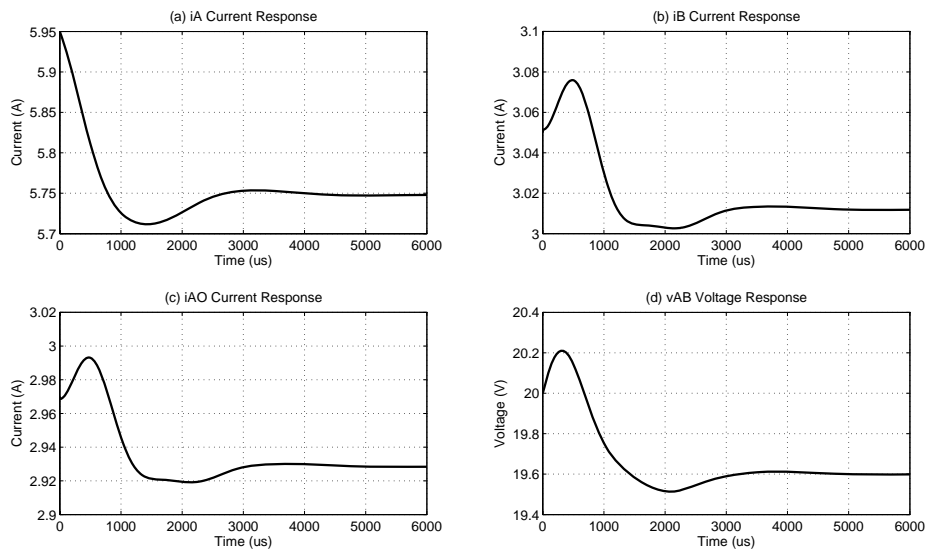 (a) iA Current Response
5.95
5.9
5.85
5.8
5.75
5.7
Current (A)
0 1000 2000 3000 4000 5000 6000
Time (us)
(b) iB Current Response
3.1
3.08
3.06
3.04
3.02
3
Current (A)
0 1000 2000 3000 4000 5000 6000
Time (us)
(c) iAO Current Response
3.02
3
2.98
2.96
2.94
2.92
2.9
Current (A)
0 1000 2000 3000 4000 5000 6000
Time (us)
(d) vAB Voltage Response
20.4
20.2
20
19.8
19.6
19.4
Voltage (V)
0 1000 2000 3000 4000 5000 6000
Time (us)